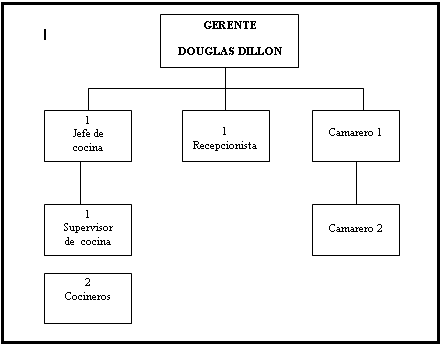 GERENTE
DOUGLAS DILLON
1
Jefe de
cocina
1
Recepcionista
Camarero 1
1
Supervisor
de cocina
Camarero 2
2
Cocineros